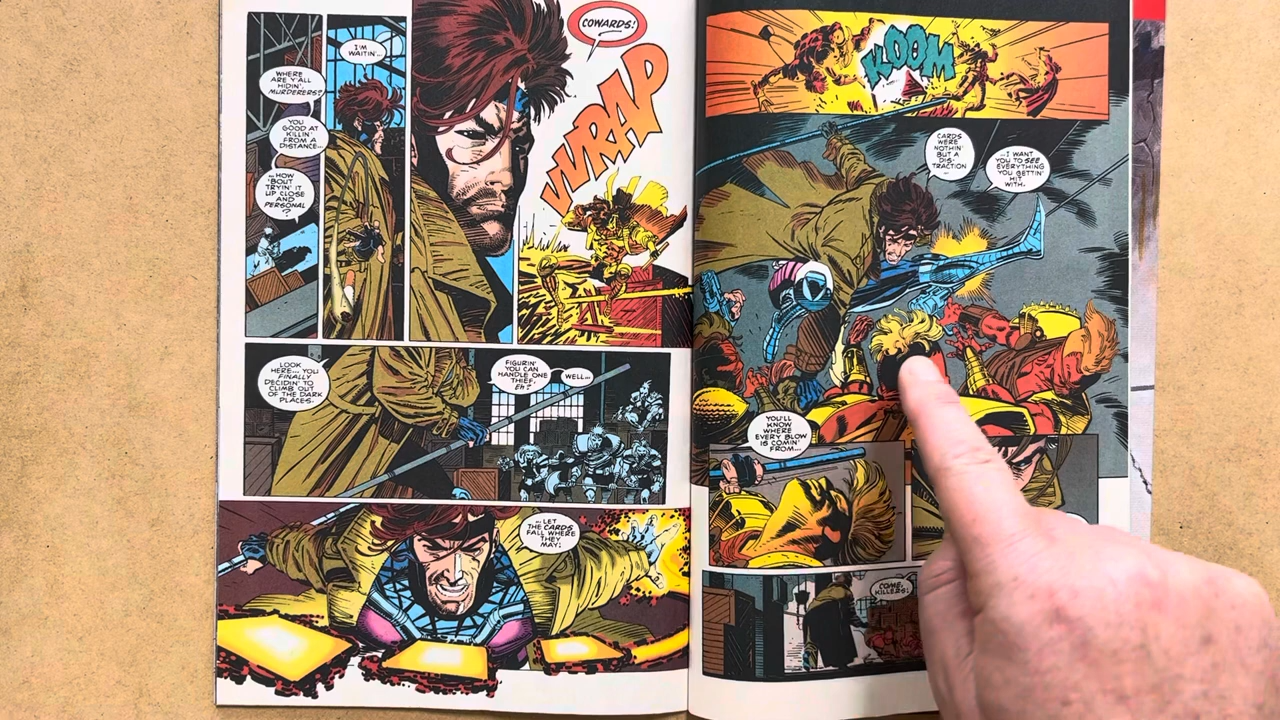 WHERE
ARE Y'ALL
HIDIN',
MURDERERS?
YOU
GOOD AT
KILLIN'
FROM A
DISTANCE...
...HOW
'BOUT
TRYIN' IT
UP CLOSE
AND
PERSONAL
?
I'M
WAITIN'...
COWARDS!
WRAP
LOOK
HERE... YOU
FINALLY
DECIDIN' TO
CLIMB OUT
OF THE DARK
PLACES.
FIGURIN'
YOU CAN
HANDLE ONE
THIEF,
EH?
WELL...
...LET
THE CARDS
FALL WHERE
THEY
MAY!
KOOM
CARDS
WERE
NOTHIN'
BUT A
DIS-
TRACTION
...I WANT
YOU TO SEE
EVERYTHING
YOU GETTIN'
HIT
WITH.
YOU'LL
KNOW
WHERE
EVERY BLOW
IS COMIN'
FROM...
COME,
KILLERS!